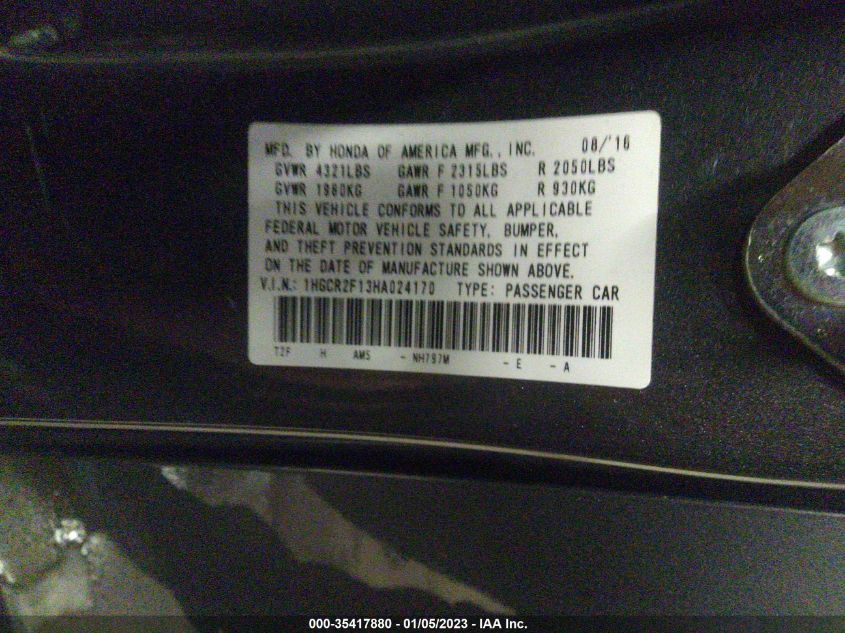 MFD. BY HONDA OF AMERICA MFG., INC. 08/'16
GVWR 4321LBS GAWR F 2315LBS R 2050LBS
GVWR 1960KG GAWR F 1050KG R 930KG
THIS VEHICLE CONFORMS TO ALL APPLICABLE
FEDERAL MOTOR VEHICLE SAFETY, BUMPER,
AND THEFT PREVENTION STANDARDS IN EFFECT
ON THE DATE OF MANUFACTURE SHOWN ABOVE.
V.I.N.: 1HGCR2F13HA024170 TYPE: PASSENGER CAR
T2F H AM5 - NH797M - E - A
000-35417880 - 01/05/2023 - IAA Inc.